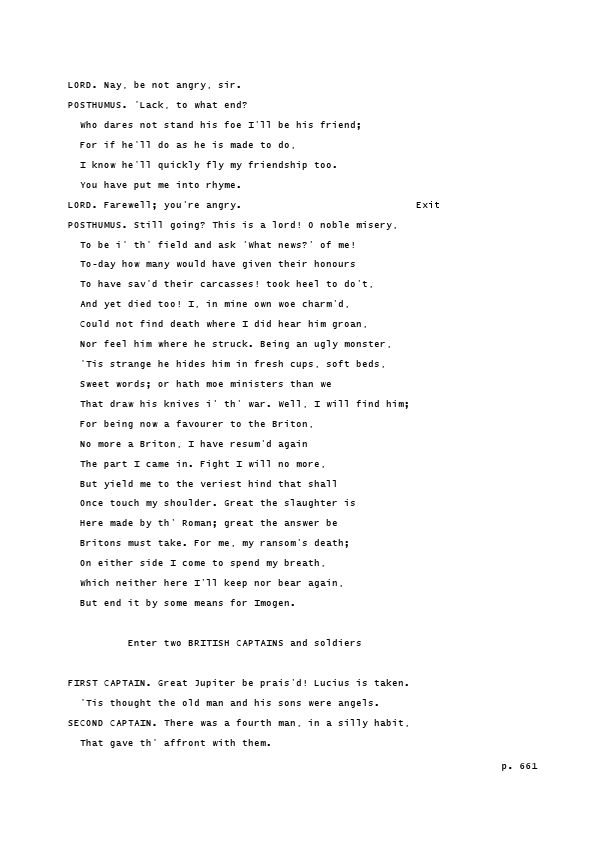 LORD. Nay, be not angry, sir.
POSTHUMUS. 'Lack, to what end?
Who dares not stand his foe I'll be his friend;
For if he'll do as he is made to do,
I know he'll quickly fly my friendship too.
You have put me into rhyme.
LORD. Farewell; you're angry. Exit
POSTHUMUS. Still going? This is a lord! O noble misery,
To be i' th' field and ask 'What news?' of me!
To-day how many would have given their honours
To have sav'd their carcasses! took heel to do't,
And yet died too! I, in mine own woe charm'd,
Could not find death where I did hear him groan,
Nor feel him where he struck. Being an ugly monster,
'Tis strange he hides him in fresh cups, soft beds,
Sweet words; or hath moe ministers than we
That draw his knives i' th' war. Well, I will find him;
For being now a favourer to the Briton,
No more a Briton, I have resum'd again
The part I came in. Fight I will no more,
But yield me to the veriest hind that shall
Once touch my shoulder. Great the slaughter is
Here made by th' Roman; great the answer be
Britons must take. For me, my ransom's death;
On either side I come to spend my breath,
Which neither here I'll keep nor bear again,
But end it by some means for Imogen.
Enter two BRITISH CAPTAINS and soldiers
FIRST CAPTAIN. Great Jupiter be prais'd! Lucius is taken.
'Tis thought the old man and his sons were angels.
SECOND CAPTAIN. There was a fourth man, in a silly habit,
That gave th' affront with them.
p. 661